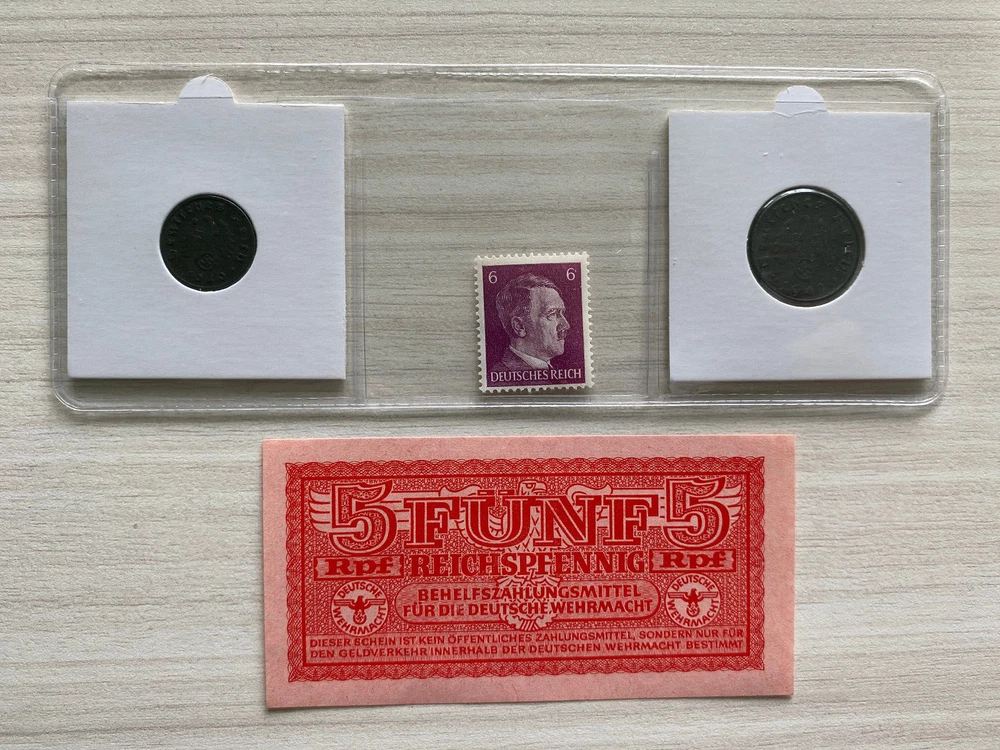 6 6
DEUTSCHES REICH
5 FÜNF 5
Rpf REICHSPFENNIG Rpf
BEHELFSZAHLUNGSMITTEL
FÜR DIE DEUTSCHE WEHRMACHT
DEUTSCHE WEHRMACHT
DEUTSCHE WEHRMACHT
DIESER SCHEIN IST KEIN ÖFFENTLICHES ZAHLUNGSMITTEL, SONDERN NUR FÜR
DEN GELDVERKEHR INNERHALB DER DEUTSCHEN WEHRMACHT BESTIMMT